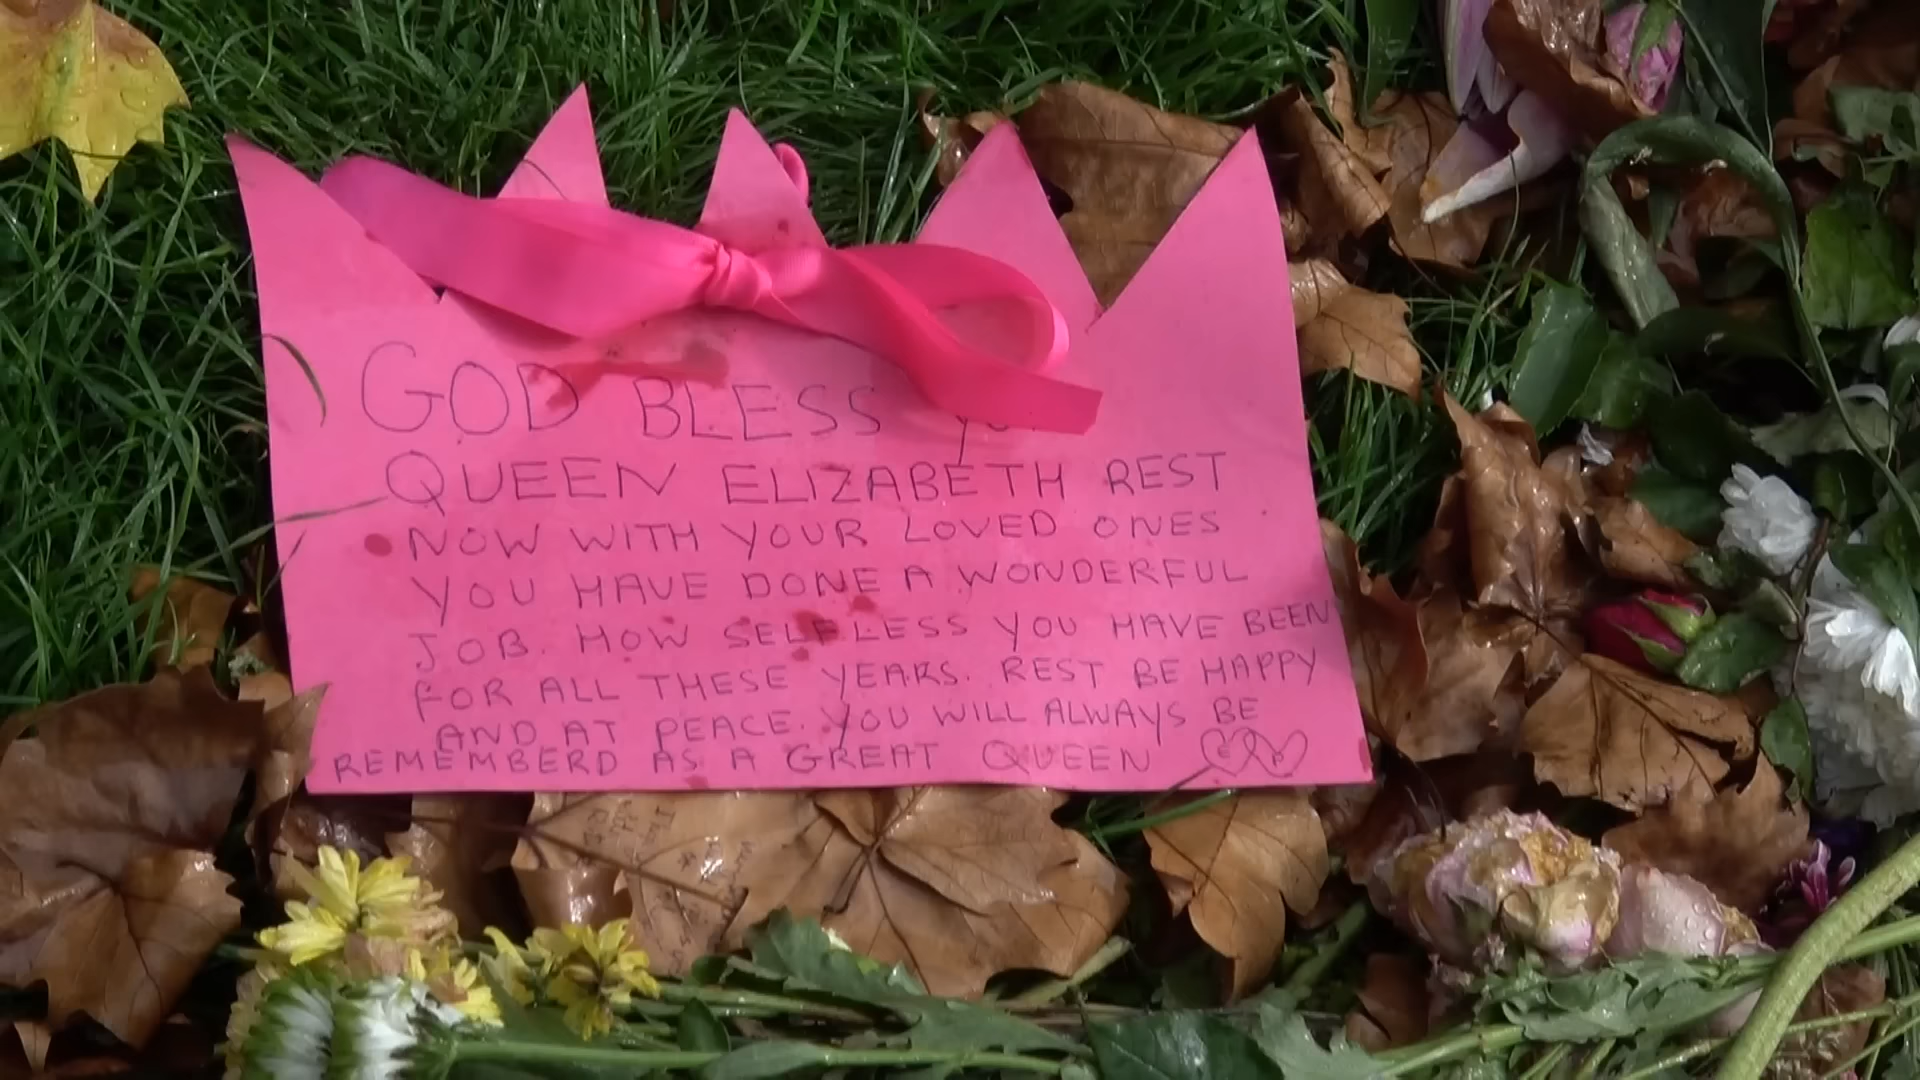 GOD BLESS
QUEEN ELIZABETH REST
NOW WITH YOUR LOVED ONES
YOU HAVE DONE A WONDERFUL
JOB. HOW SELFLESS YOU HAVE BEEN
FOR ALL THESE YEARS. REST BE HAPPY
AND AT PEACE. YOU WILL ALWAYS BE
REMEMBERD AS A GREAT QUEEN E P